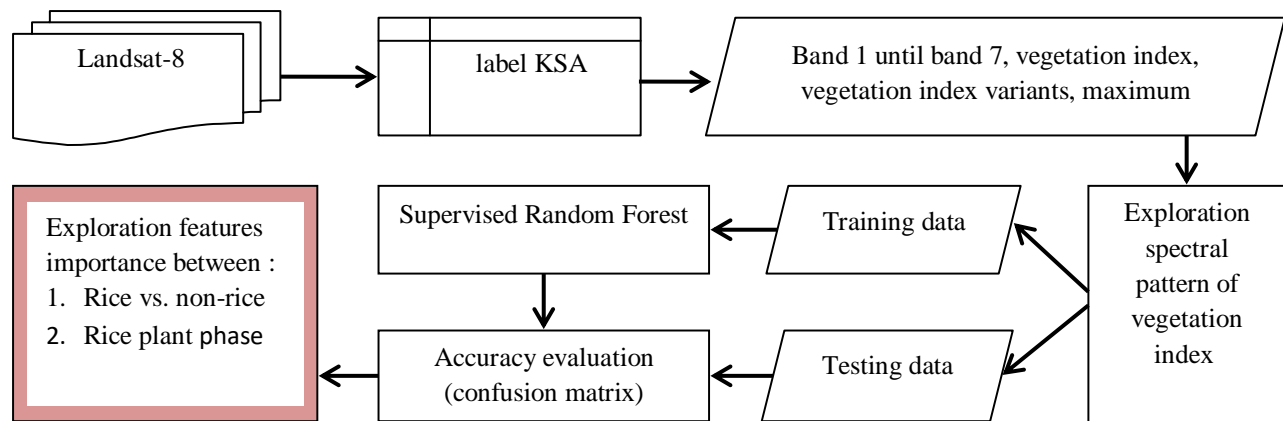 Landsat-8
label KSA
Band 1 until band 7, vegetation index,
vegetation index variants, maximum
Exploration features
importance between :
1. Rice vs. non-rice
2. Rice plant phase
Supervised Random Forest
Training data
Exploration
spectral
pattern of
vegetation
index
Accuracy evaluation
(confusion matrix)
Testing data